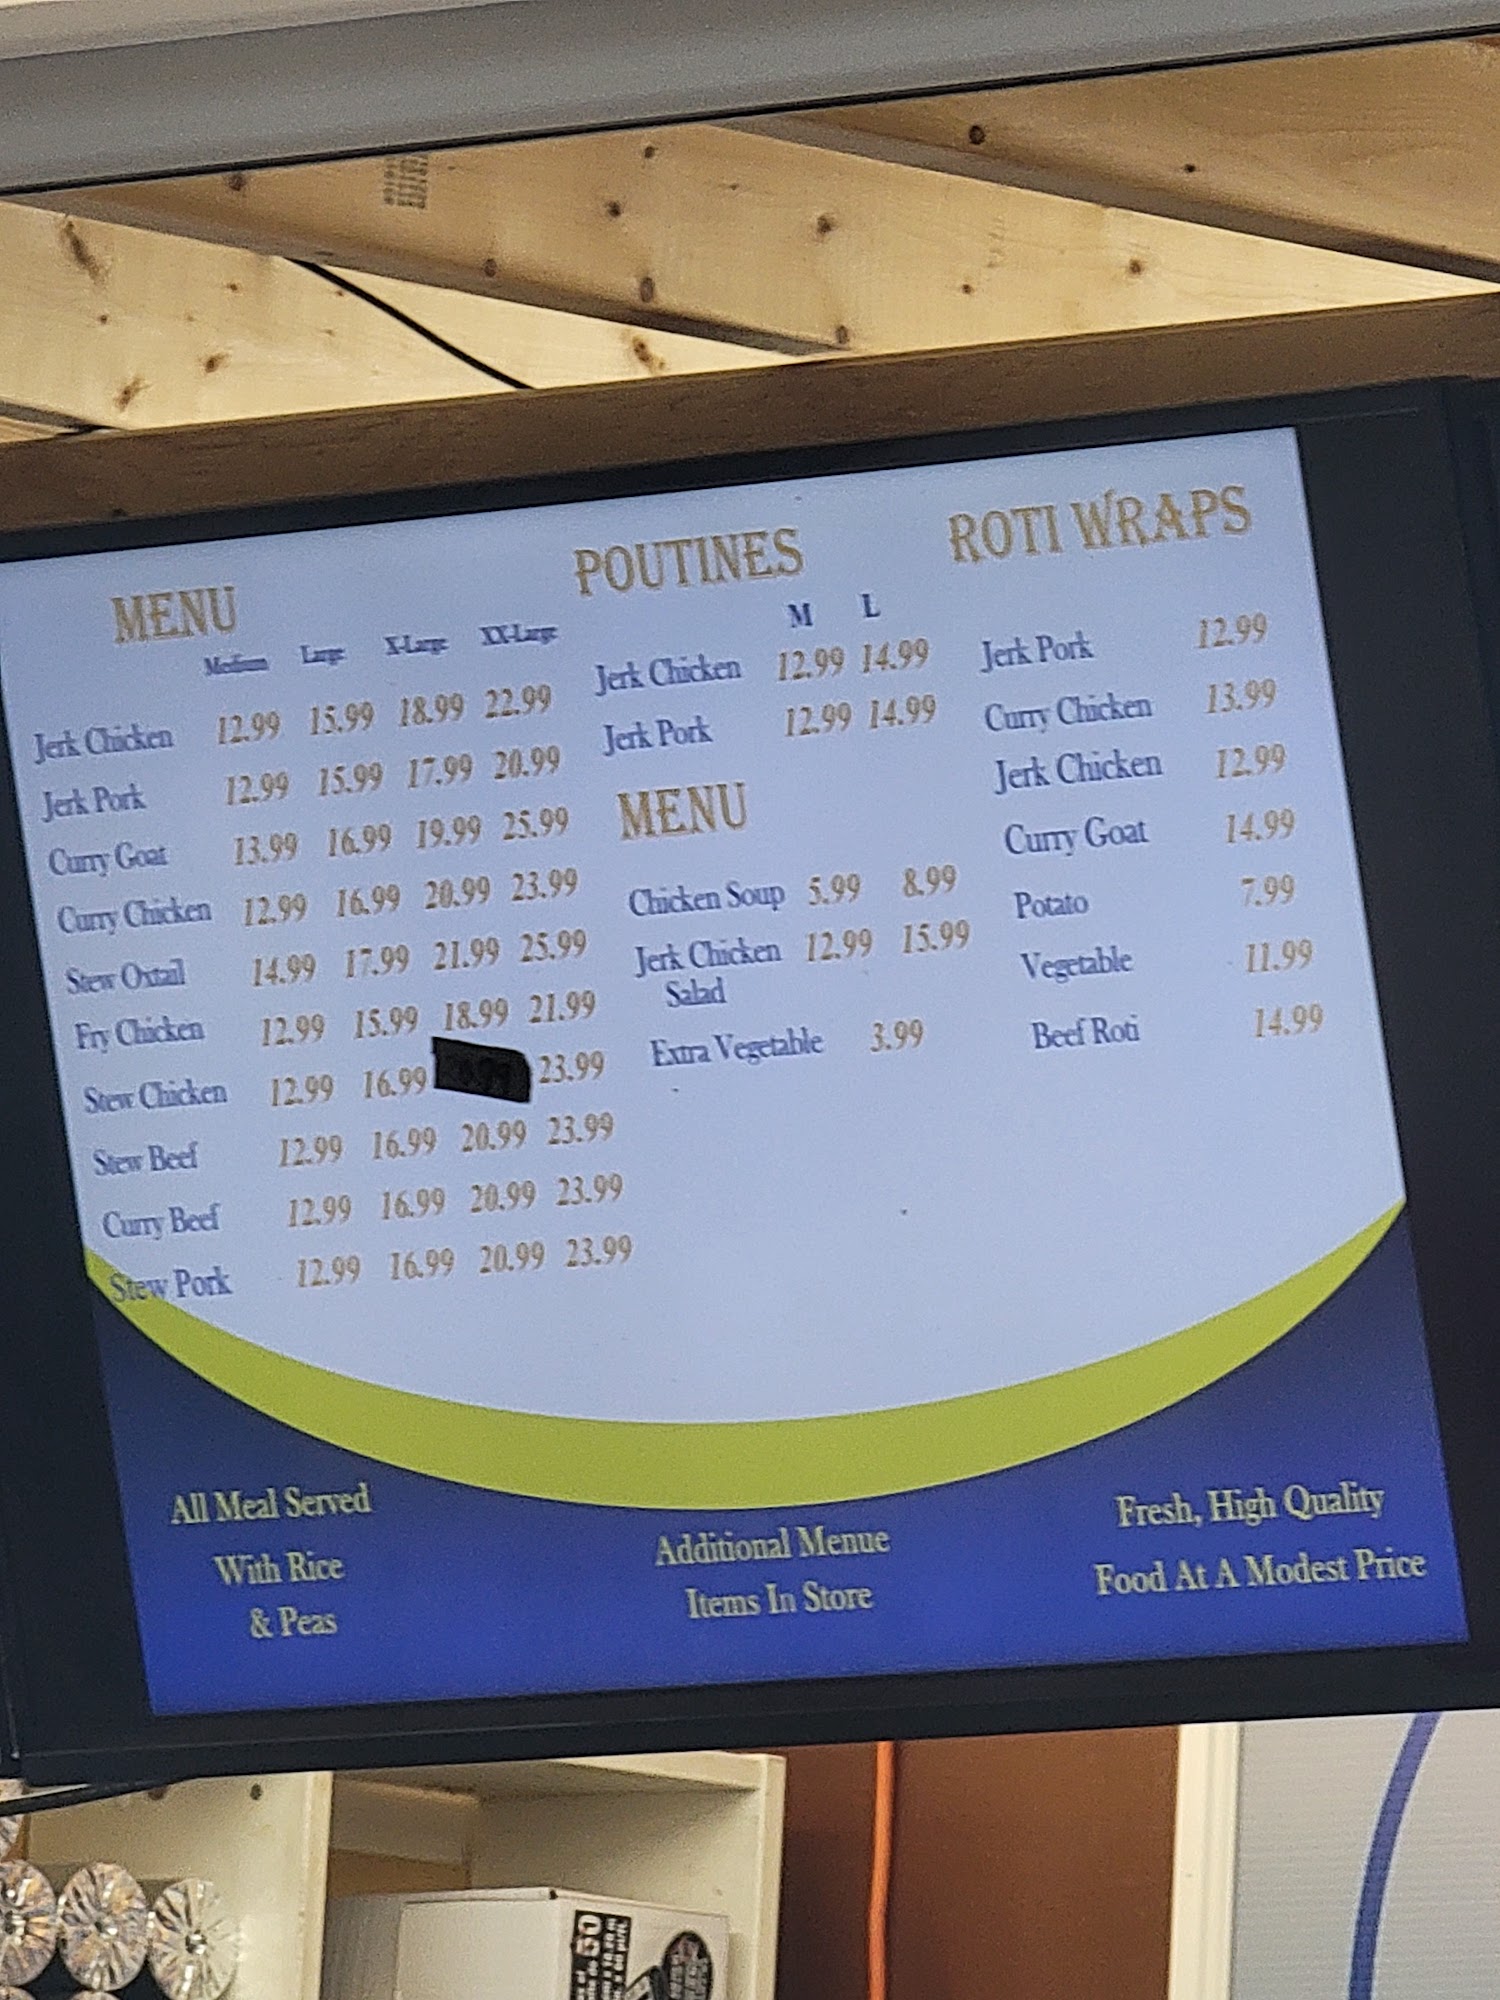 MENU
Medium Large X-Large XX-Large
Jerk Chicken 12.99 15.99 18.99 22.99
Jerk Pork 12.99 15.99 17.99 20.99
Curry Goat 13.99 16.99 19.99 25.99
Curry Chicken 12.99 16.99 20.99 23.99
Stew Oxtail 14.99 17.99 21.99 25.99
Fry Chicken 12.99 15.99 18.99 21.99
Stew Chicken 12.99 16.99 23.99
Stew Beef 12.99 16.99 20.99 23.99
Curry Beef 12.99 16.99 20.99 23.99
Stew Pork 12.99 16.99 20.99 23.99
POUTINES
M L
Jerk Chicken 12.99 14.99
Jerk Pork 12.99 14.99
MENU
Chicken Soup 5.99 8.99
Jerk Chicken 12.99 15.99
Salad
Extra Vegetable 3.99
ROTI WRAPS
Jerk Pork 12.99
Curry Chicken 13.99
Jerk Chicken 12.99
Curry Goat 14.99
Potato 7.99
Vegetable 11.99
Beef Roti 14.99
All Meal Served
With Rice
& Peas
Additional Menue
Items In Store
Fresh, High Quality
Food At A Modest Price
50